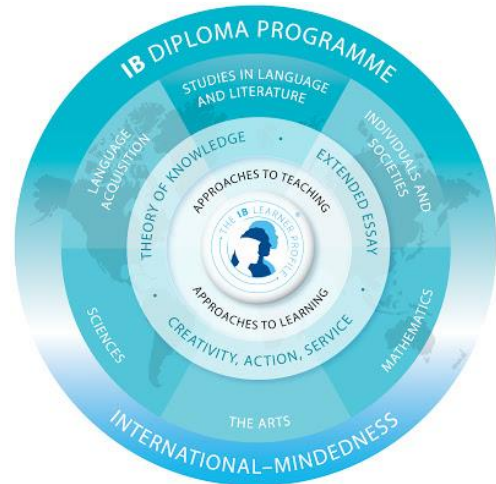 IB DIPLOMA PROGRAMME
STUDIES IN LANGUAGE
AND LITERATURE
LANGUAGE
ACQUISITION
INDIVIDUALS AND
SOCIETIES
THEORY OF KNOWLEDGE
EXTENDED ESSAY
APPROACHES TO TEACHING
THE IB LEARNER PROFILE
®
APPROACHES TO LEARNING
CREATIVITY, ACTION, SERVICE
SCIENCES
MATHEMATICS
THE ARTS
INTERNATIONAL–MINDEDNESS